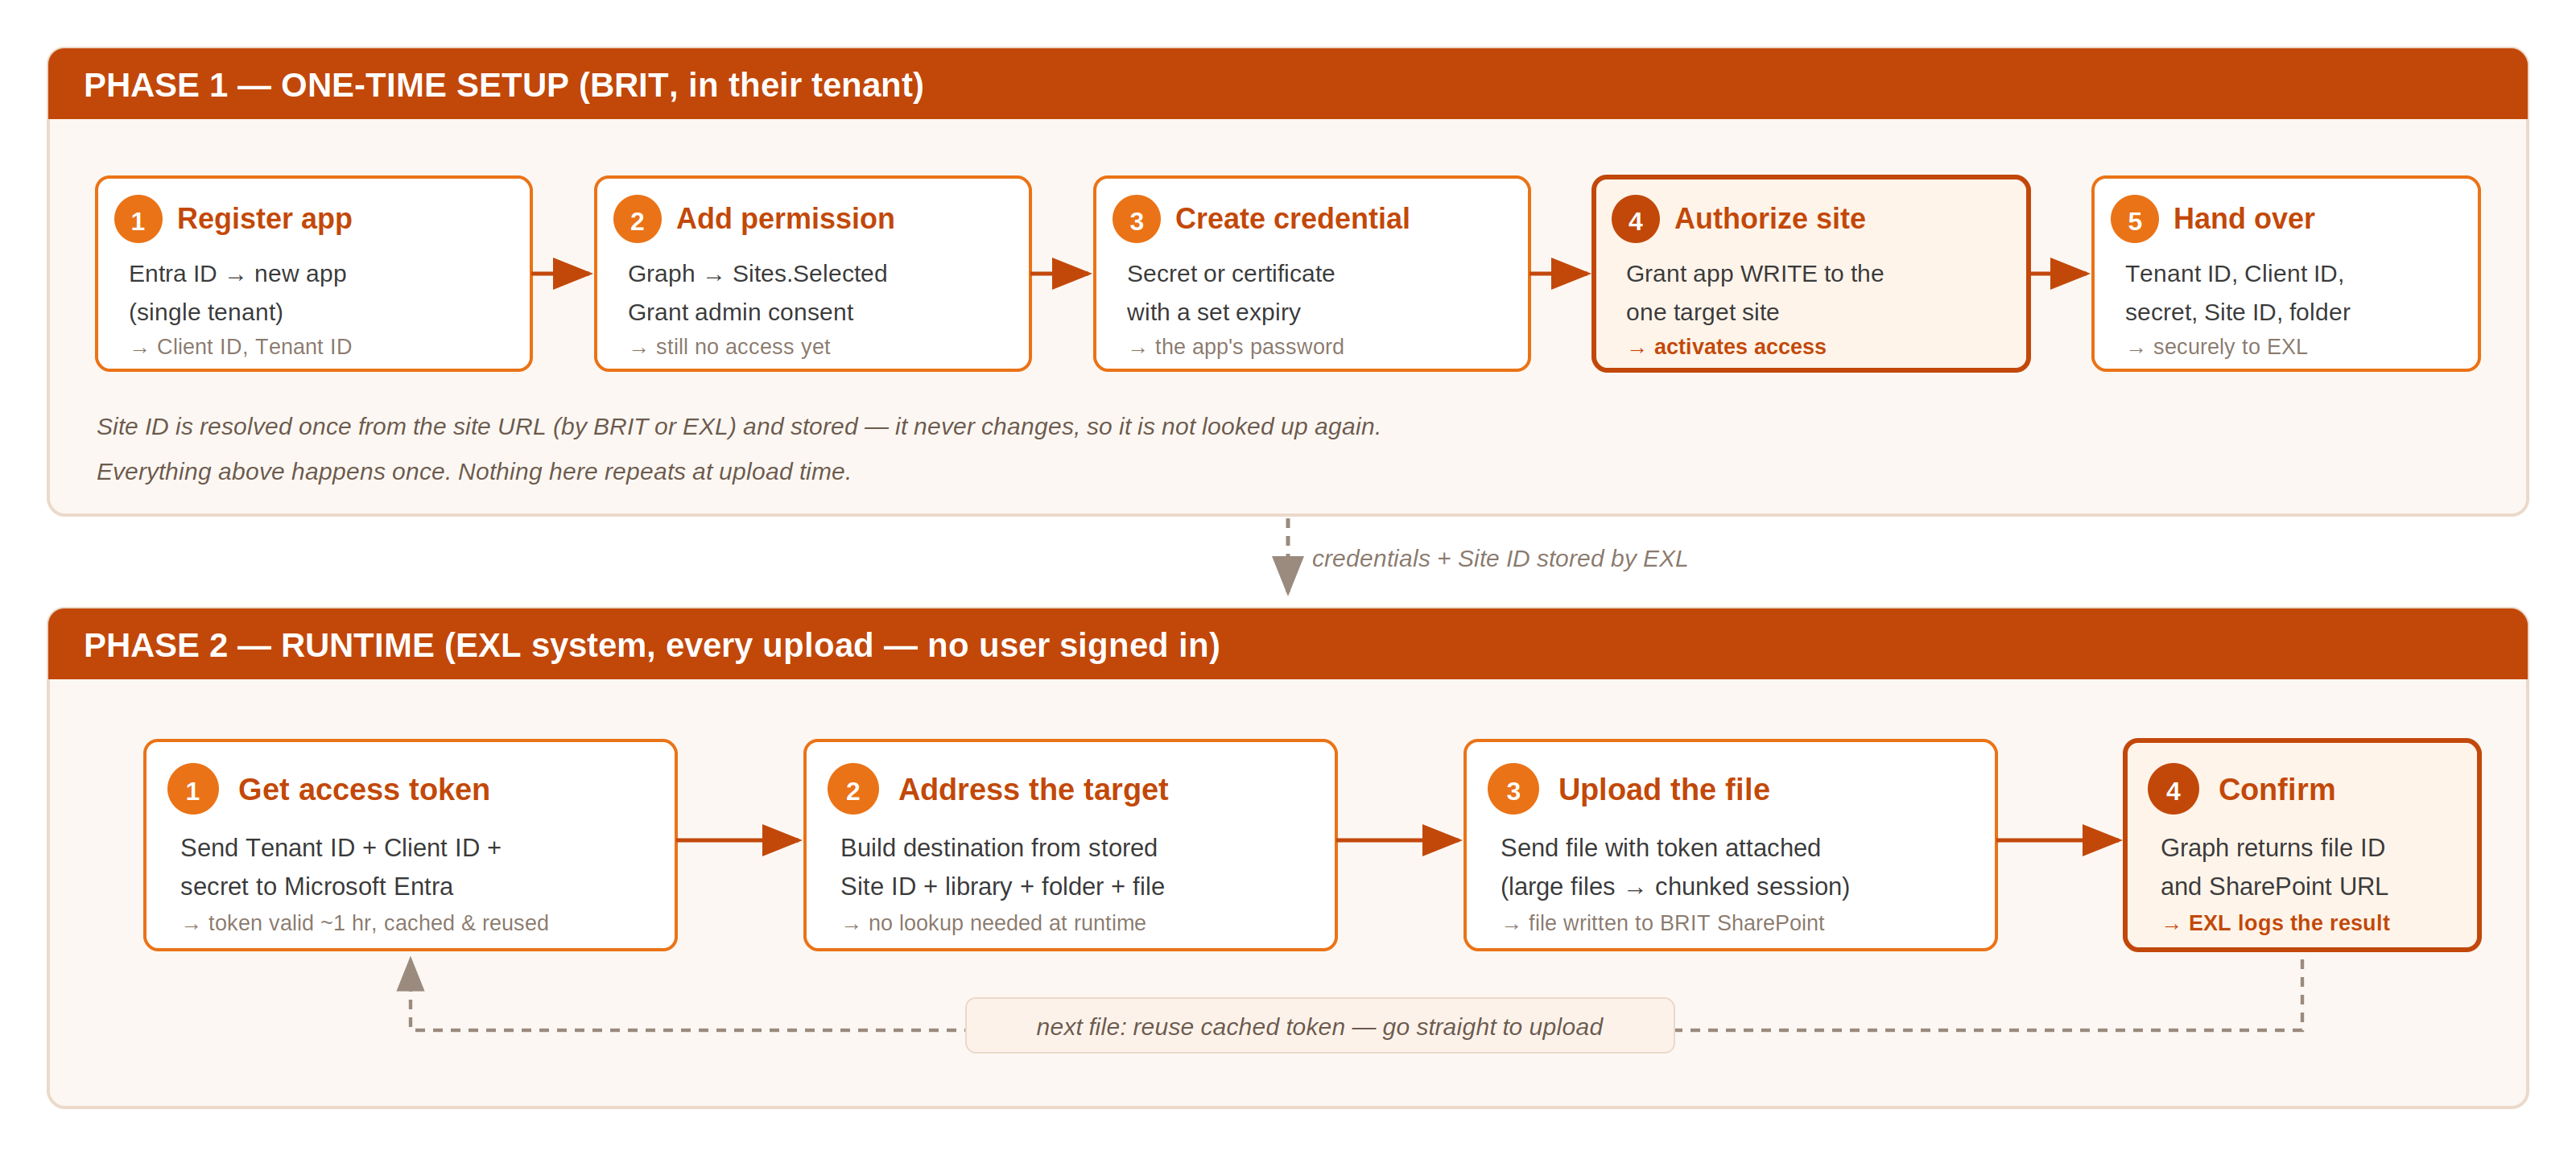 PHASE 1 — ONE-TIME SETUP (BRIT, in their tenant)
1 Register app
Entra ID → new app
(single tenant)
→ Client ID, Tenant ID
2 Add permission
Graph → Sites.Selected
Grant admin consent
→ still no access yet
3 Create credential
Secret or certificate
with a set expiry
→ the app's password
4 Authorize site
Grant app WRITE to the
one target site
→ activates access
5 Hand over
Tenant ID, Client ID,
secret, Site ID, folder
→ securely to EXL
Site ID is resolved once from the site URL (by BRIT or EXL) and stored — it never changes, so it is not looked up again.
Everything above happens once. Nothing here repeats at upload time.
credentials + Site ID stored by EXL
PHASE 2 — RUNTIME (EXL system, every upload — no user signed in)
1 Get access token
Send Tenant ID + Client ID +
secret to Microsoft Entra
→ token valid ~1 hr, cached & reused
2 Address the target
Build destination from stored
Site ID + library + folder + file
→ no lookup needed at runtime
3 Upload the file
Send file with token attached
(large files → chunked session)
→ file written to BRIT SharePoint
4 Confirm
Graph returns file ID
and SharePoint URL
→ EXL logs the result
next file: reuse cached token — go straight to upload